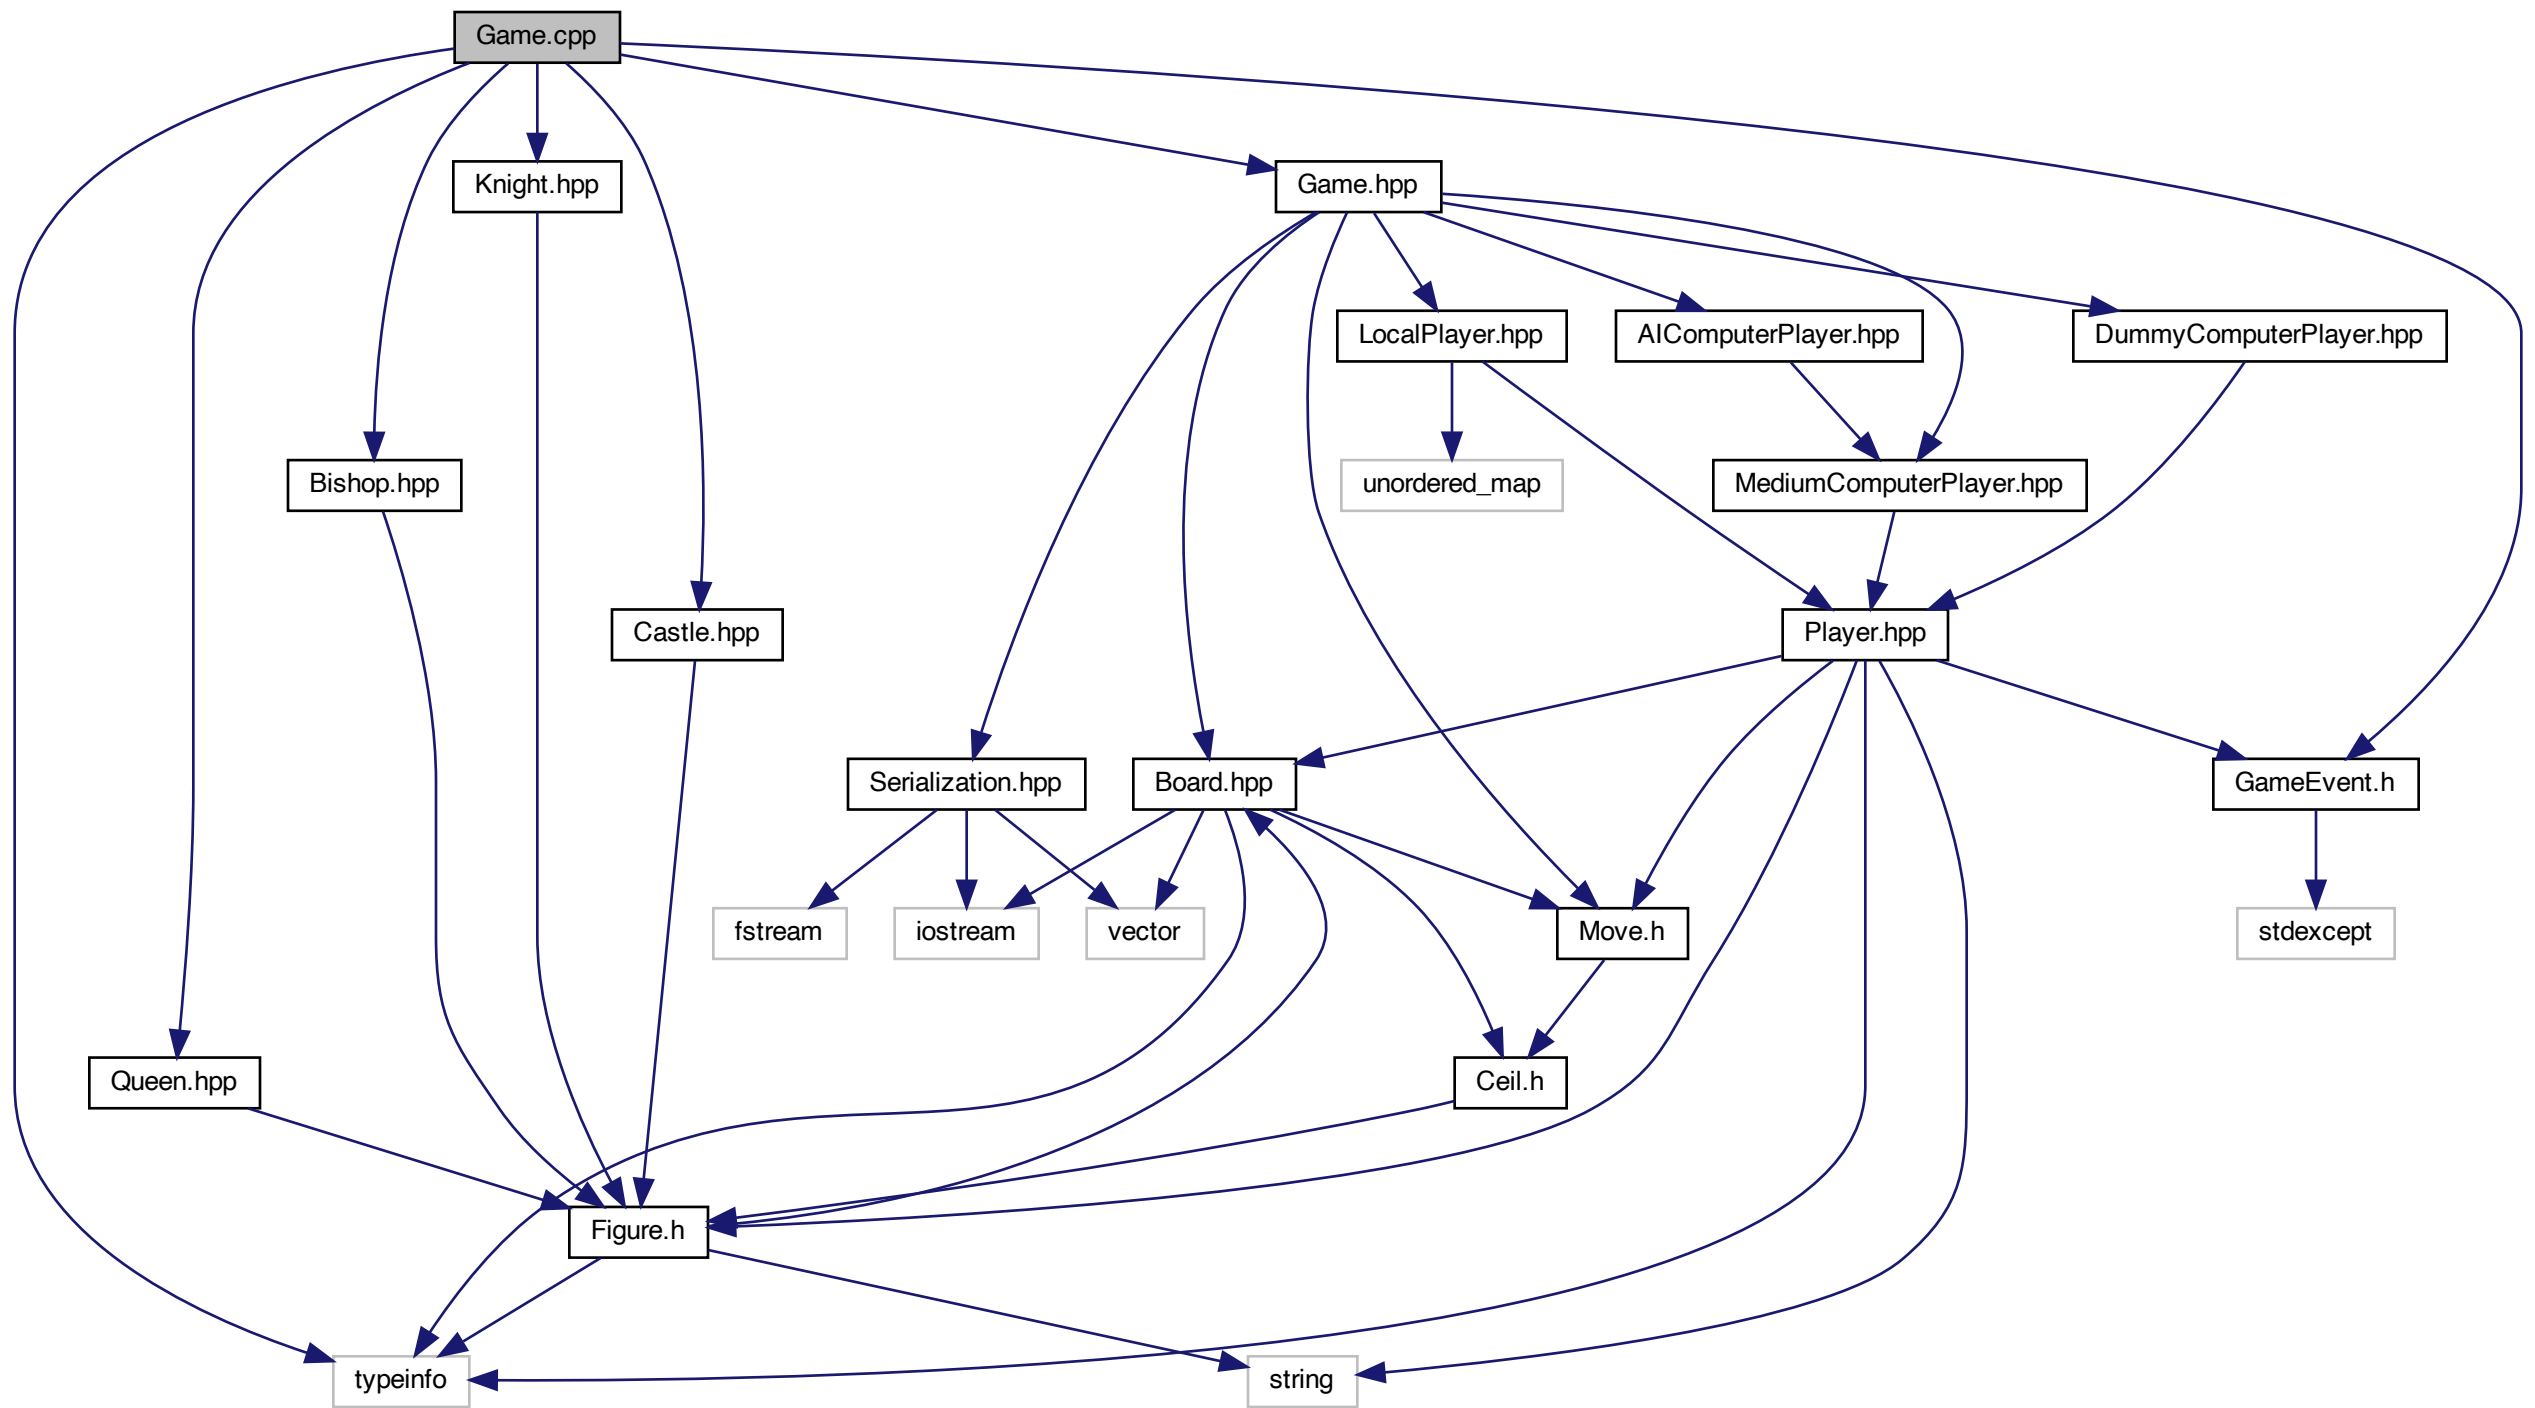 Game.cpp
Knight.hpp
Game.hpp
LocalPlayer.hpp
AIComputerPlayer.hpp
DummyComputerPlayer.hpp
Bishop.hpp
unordered_map
MediumComputerPlayer.hpp
Castle.hpp
Player.hpp
Serialization.hpp
Board.hpp
GameEvent.h
fstream
iostream
vector
Move.h
stdexcept
Queen.hpp
Ceil.h
Figure.h
typeinfo
string